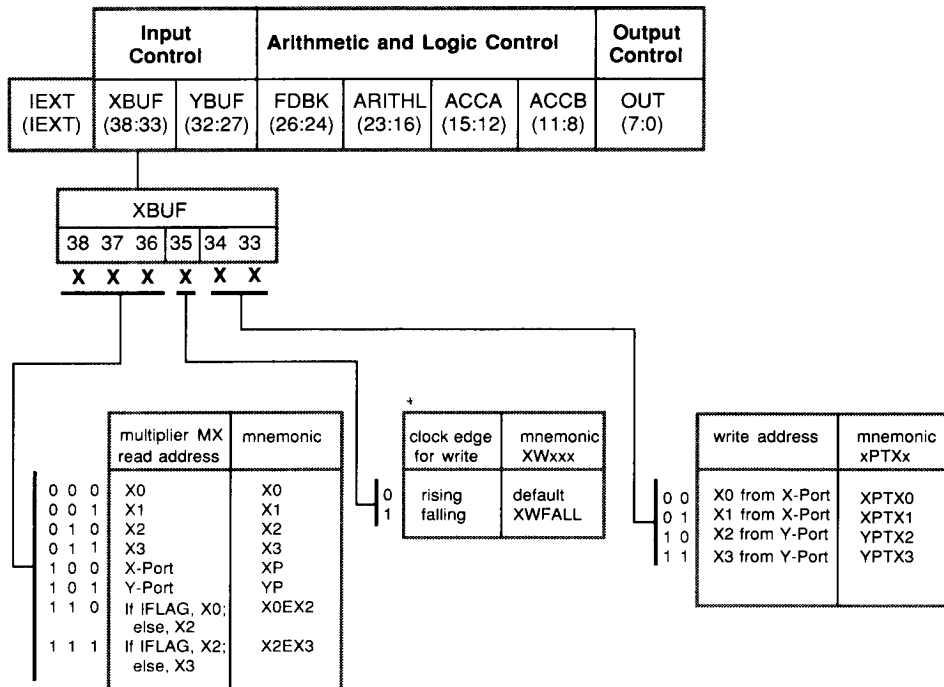 Input Control
Arithmetic and Logic Control
Output Control
IEXT (IEXT)
XBUF (38:33)
YBUF (32:27)
FDBK (26:24)
ARITHL (23:16)
ACCA (15:12)
ACCB (11:8)
OUT (7:0)
XBUF
38 37 36 35 34 33
X X X X X X
multiplier MX read address
mnemonic
0 0 0 X0 X0
0 0 1 X1 X1
0 1 0 X2 X2
0 1 1 X3 X3
1 0 0 X-Port XP
1 0 1 Y-Port YP
1 1 0 If IFLAG, X0; else, X2 X0EX2
1 1 1 If IFLAG, X2; else, X3 X2EX3
clock edge for write
mnemonic XWxxx
0 rising default
1 falling XWFALL
write address
mnemonic xPTXx
0 0 X0 from X-Port XPTX0
0 1 X1 from X-Port XPTX1
1 0 X2 from Y-Port YPTX2
1 1 X3 from Y-Port YPTX3